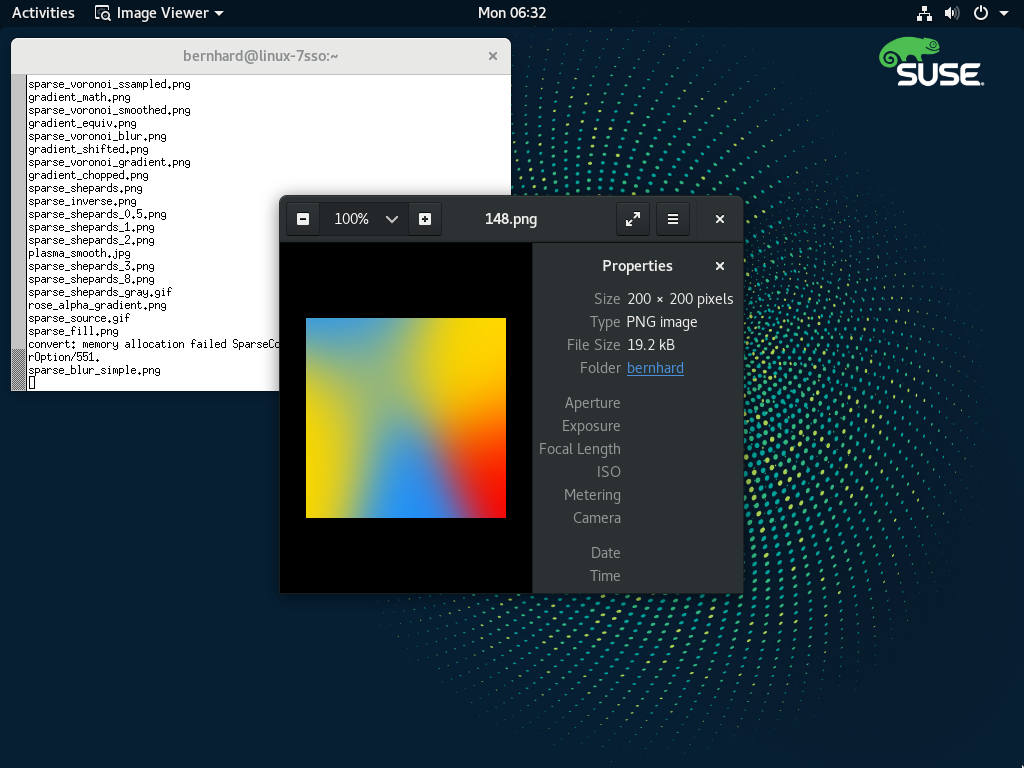 Activities Image Viewer Mon 06:32
SUSE
bernhard@linux-7sso:~
sparse_voronoi_ssampled.png
gradient_math.png
sparse_voronoi_smoothed.png
gradient_equiv.png
sparse_voronoi_blur.png
gradient_shifted.png
sparse_voronoi_gradient.png
gradient_chopped.png
sparse_shepards.png
sparse_inverse.png
sparse_shepards_0.5.png
sparse_shepards_1.png
sparse_shepards_2.png
plasma_smooth.jpg
sparse_shepards_3.png
sparse_shepards_8.png
sparse_shepards_gray.gif
rose_alpha_gradient.png
sparse_source.gif
sparse_fill.png
convert: memory allocation failed SparseCo
rOption/551.
sparse_blur_simple.png
100% 148.png
Properties
Size 200 × 200 pixels
Type PNG image
File Size 19.2 kB
Folder bernhard
Aperture
Exposure
Focal Length
ISO
Metering
Camera
Date
Time